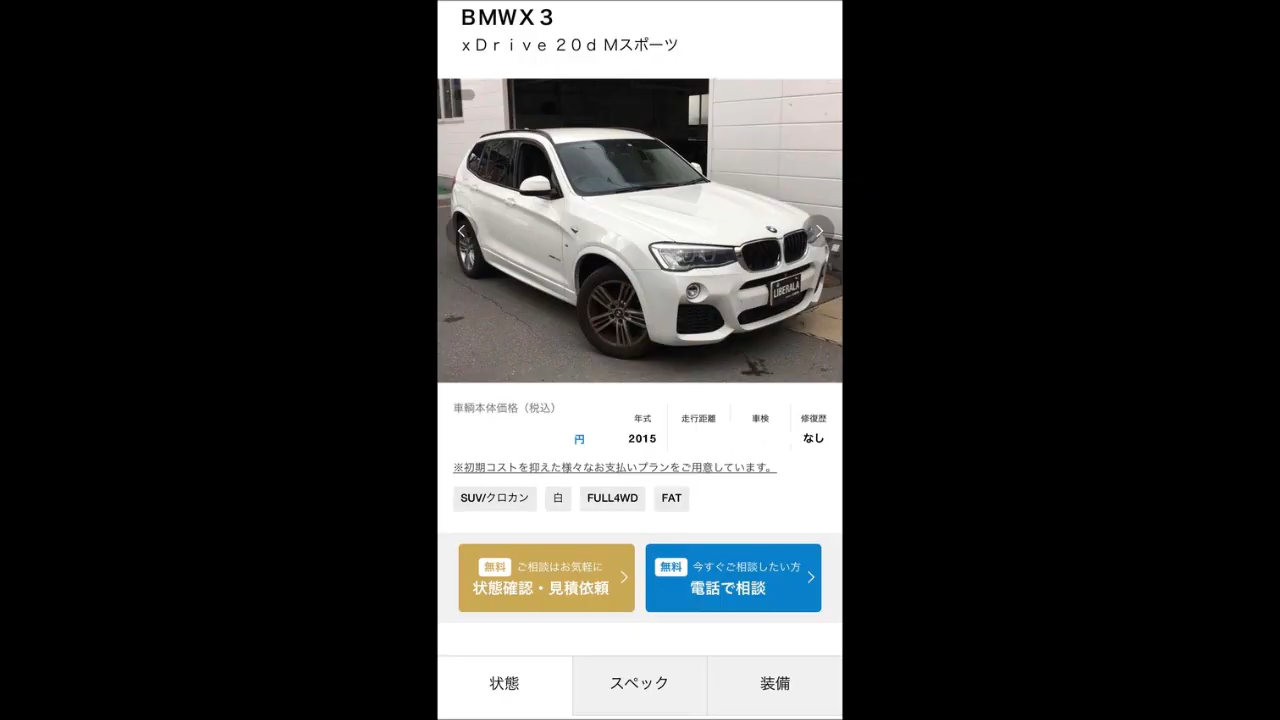 ＢＭＷＸ３
ｘＤｒｉｖｅ ２０ｄ Mスポーツ
LIBERALA
車輌本体価格（税込）
円
年式
2015
走行距離
車検
修復歴
なし
※初期コストを抑えた様々なお支払いプランをご用意しています。
SUV/クロカン 白 FULL4WD FAT
無料 ご相談はお気軽に
状態確認・見積依頼
無料 今すぐご相談したい方
電話で相談
状態 スペック 装備